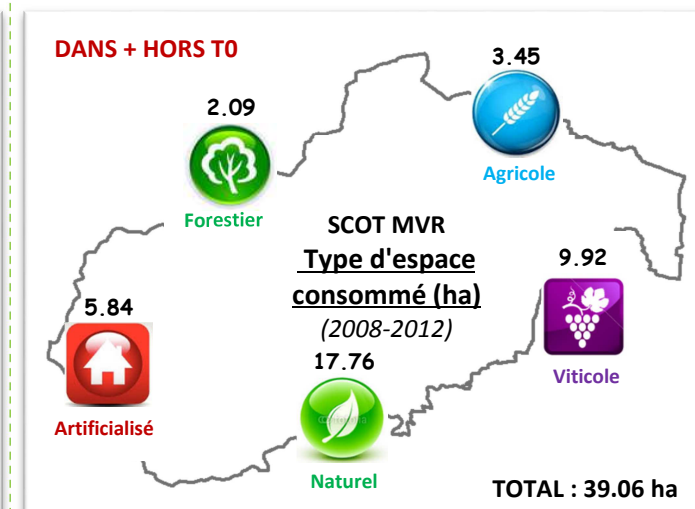 DANS + HORS T0
3.45
2.09
Agricole
Forestier
SCOT MVR
Type d'espace
consommé (ha)
(2008-2012)
9.92
5.84
17.76
Viticole
Artificialisé
Naturel
TOTAL : 39.06 ha